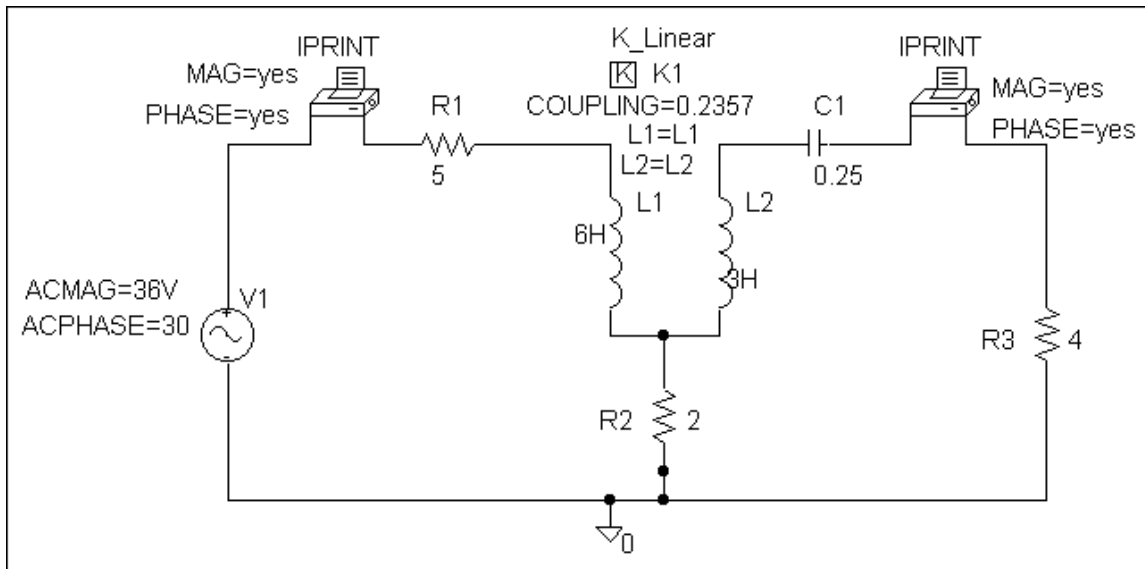 IPRINT
MAG=yes
PHASE=yes
R1
5
K_Linear
K K1
COUPLING=0.2357
L1=L1
L2=L2
L1
6H
L2
3H
C1
0.25
IPRINT
MAG=yes
PHASE=yes
ACMAG=36V
ACPHASE=30
V1
+
-
R2
2
R3
4
0